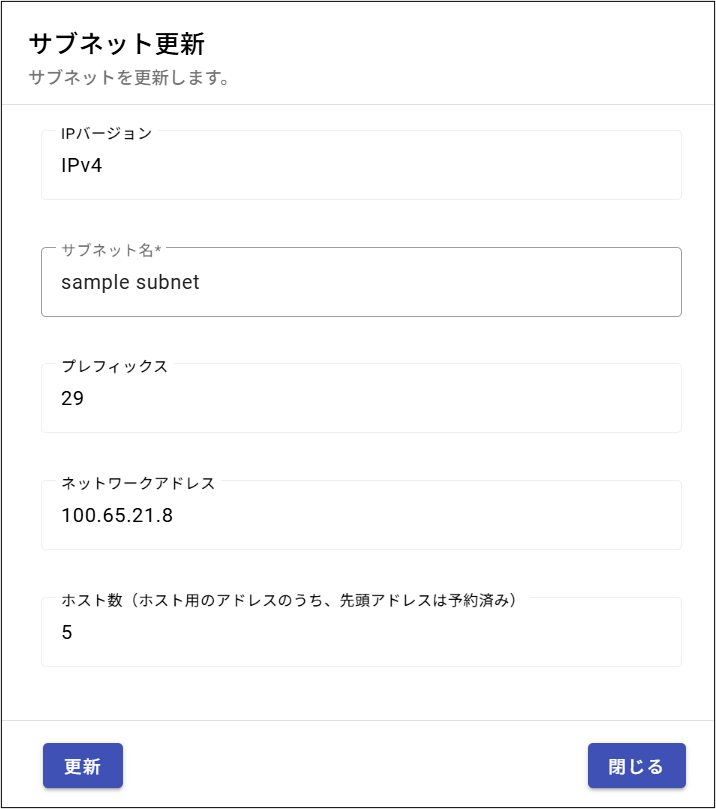 サブネット更新
サブネットを更新します。
IPバージョン
IPv4
サブネット名*
sample subnet
プレフィックス
29
ネットワークアドレス
100.65.21.8
ホスト数（ホスト用のアドレスのうち、先頭アドレスは予約済み）
5
更新
閉じる